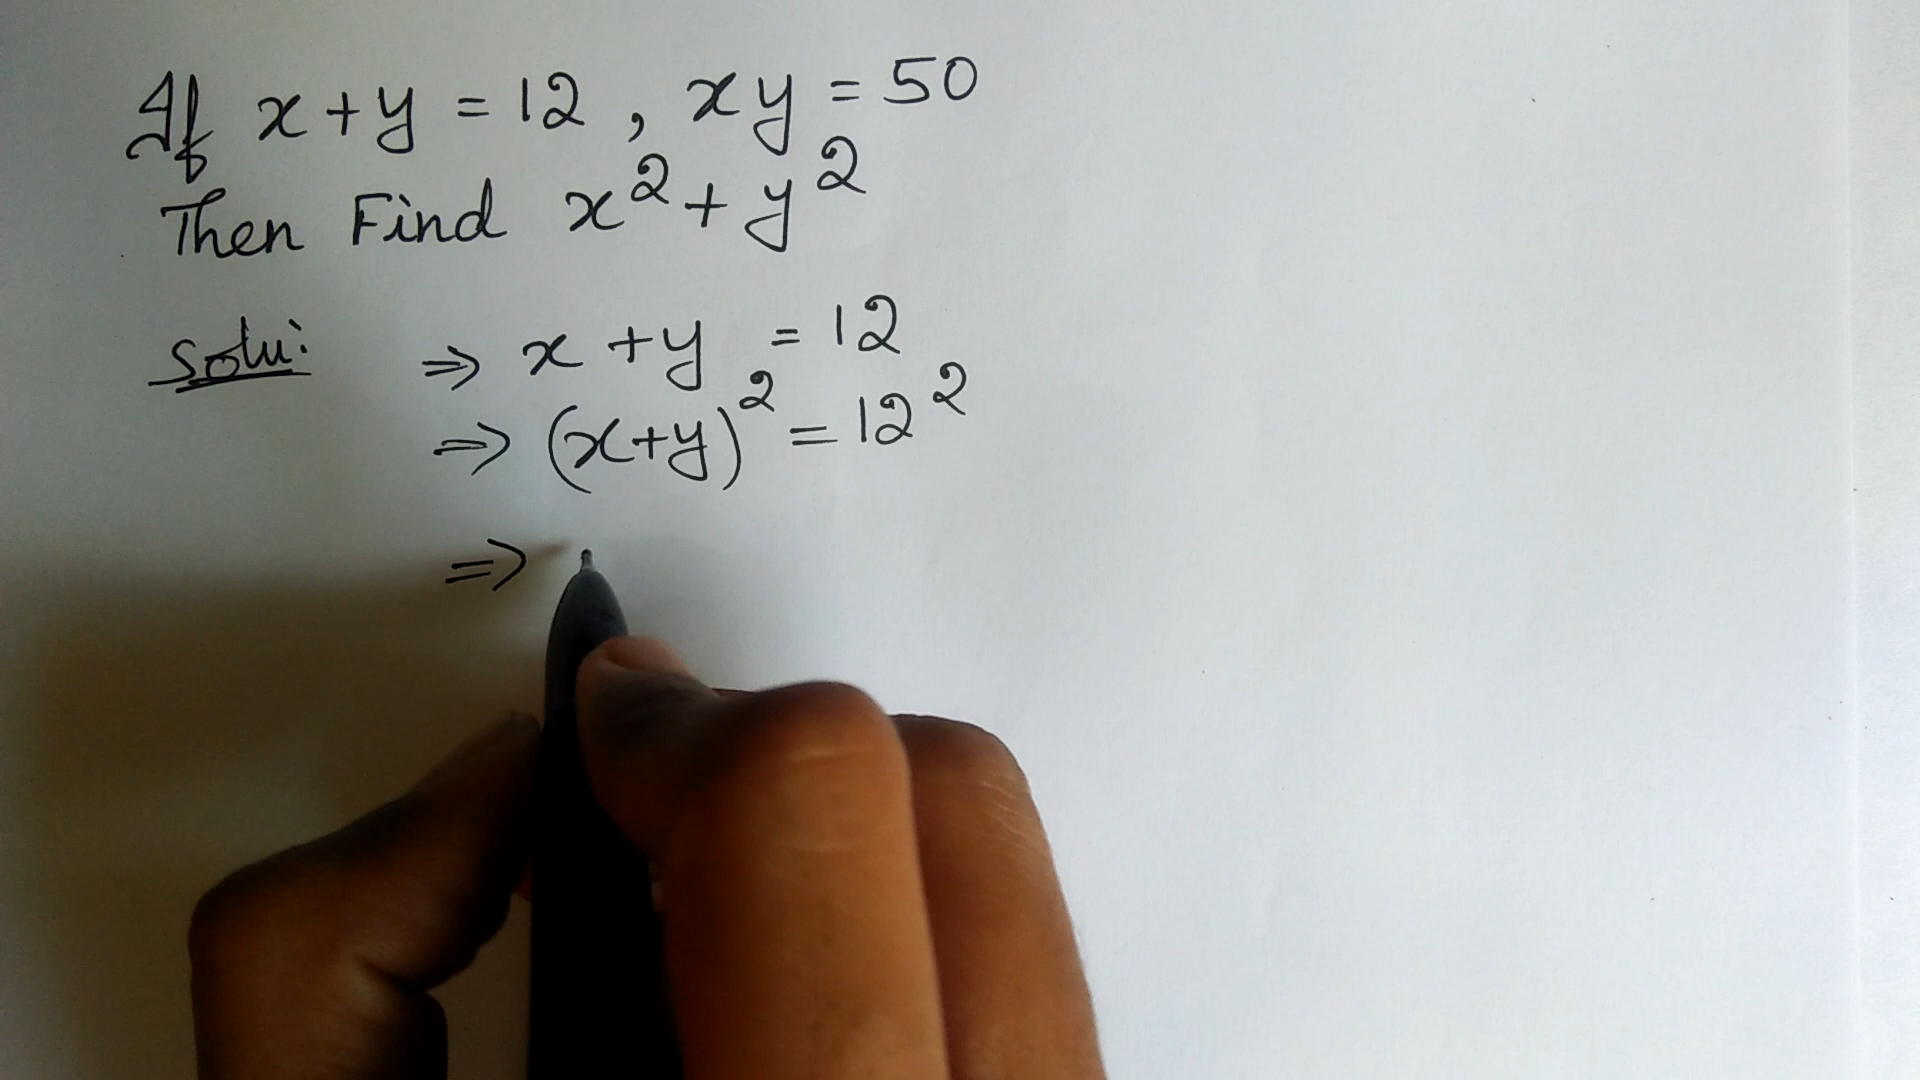 If x + y = 12 , xy = 50
Then Find x² + y²
Solu:
⇒ x + y = 12
⇒ (x+y)² = 12²
⇒